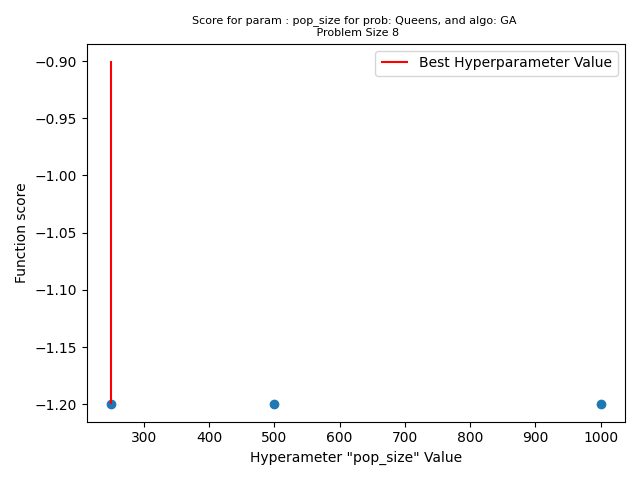 Score for param : pop_size for prob: Queens, and algo: GA
Problem Size 8
Best Hyperparameter Value
Function score
−0.90
−0.95
−1.00
−1.05
−1.10
−1.15
−1.20
300 400 500 600 700 800 900 1000
Hyperameter "pop_size" Value